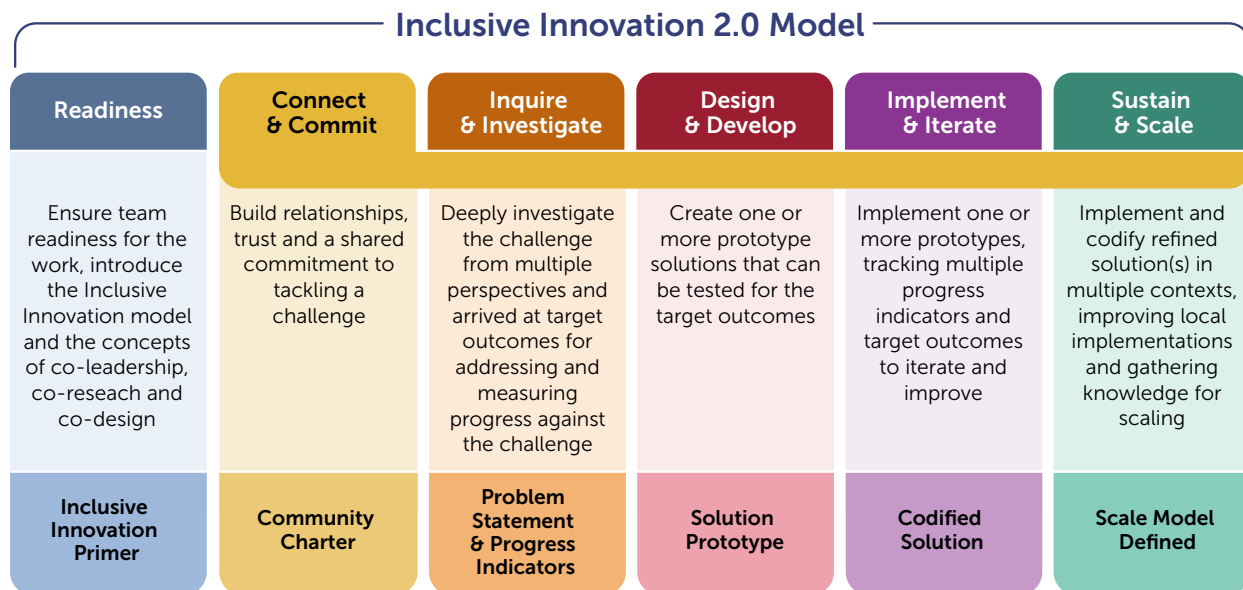 Inclusive Innovation 2.0 Model
Readiness
Connect
& Commit
Inquire
& Investigate
Design
& Develop
Implement
& Iterate
Sustain
& Scale
Ensure team
readiness for the
work, introduce
the Inclusive
Innovation model
and the concepts
of co-leadership,
co-reseach and
co-design
Build relationships,
trust and a shared
commitment to
tackling a
challenge
Deeply investigate
the challenge
from multiple
perspectives and
arrived at target
outcomes for
addressing and
measuring
progress against
the challenge
Create one or
more prototype
solutions that can
be tested for the
target outcomes
Implement one or
more prototypes,
tracking multiple
progress
indicators and
target outcomes
to iterate and
improve
Implement and
codify refined
solution(s) in
multiple contexts,
improving local
implementations
and gathering
knowledge for
scaling
Inclusive
Innovation
Primer
Community
Charter
Problem
Statement
& Progress
Indicators
Solution
Prototype
Codified
Solution
Scale Model
Defined